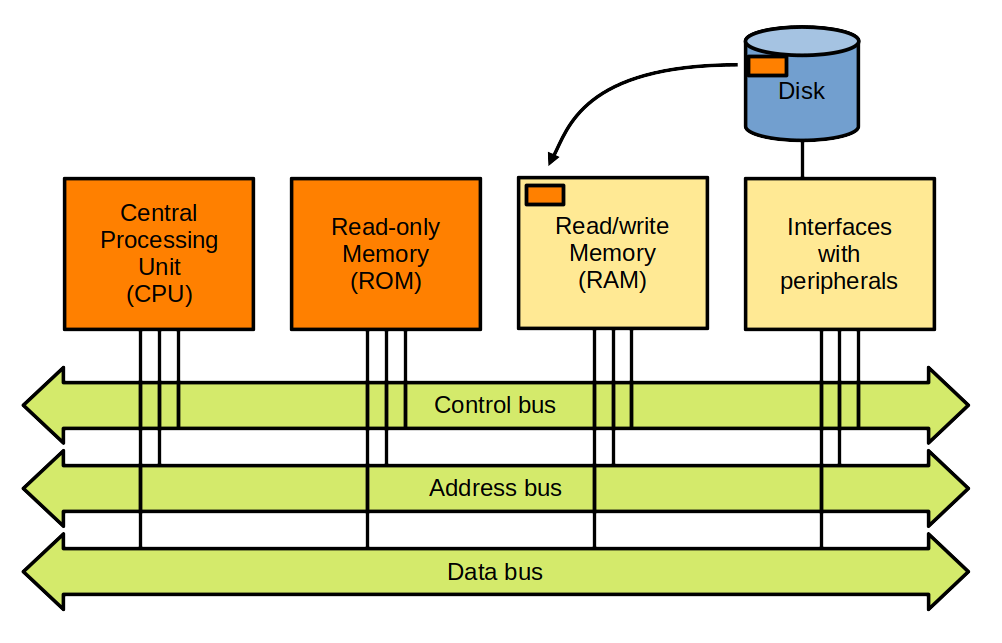 Disk
Central
Processing
Unit
(CPU)
Read-only
Memory
(ROM)
Read/write
Memory
(RAM)
Interfaces
with
peripherals
Control bus
Address bus
Data bus